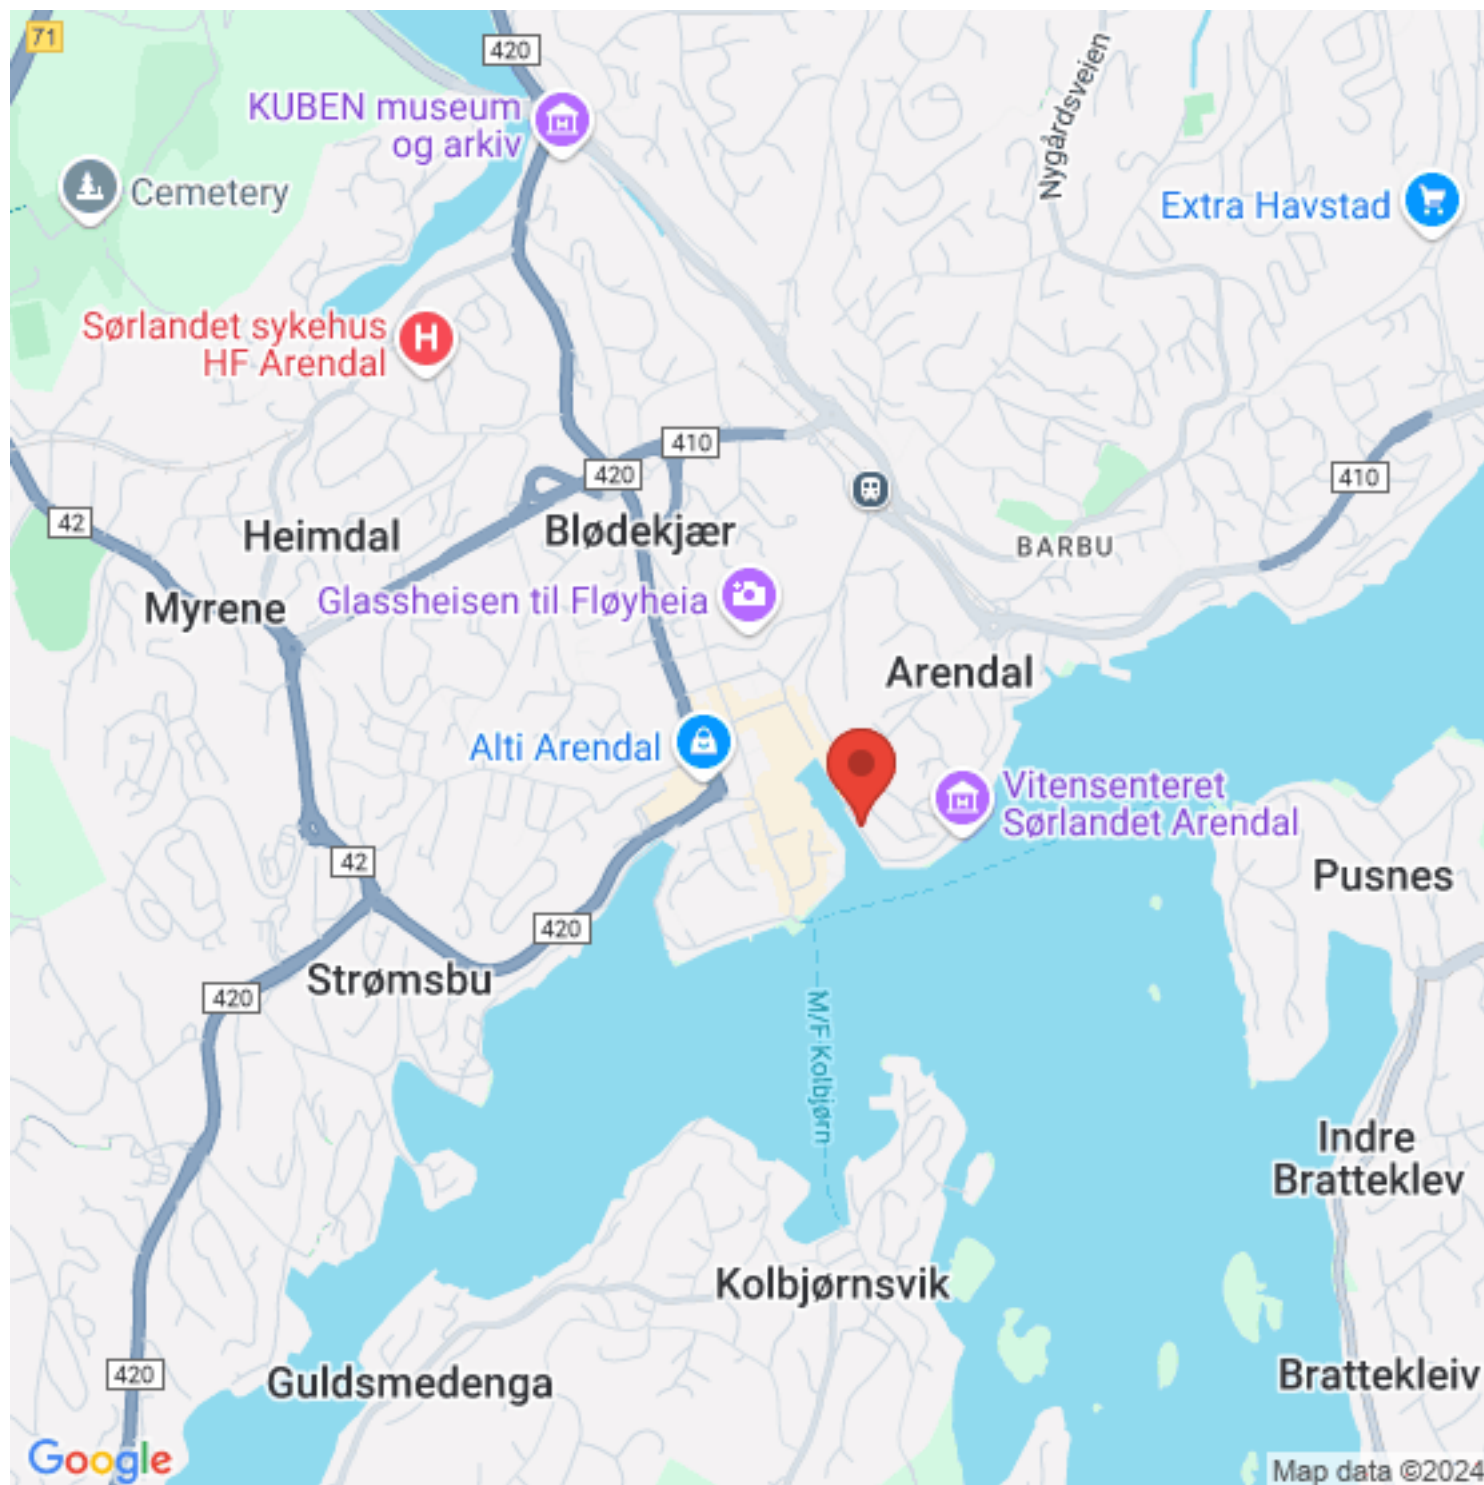 71
420
KUBEN museum
og arkiv
Nygårdsveien
Cemetery
Extra Havstad
Sørlandet sykehus
HF Arendal
410
420
410
42
Heimdal
Blødekjær
BARBU
Myrene
Glassheisen til Fløyheia
Arendal
Alti Arendal
Vitensenteret
Sørlandet Arendal
42
Pusnes
420
Strømsbu
420
M/F Kolbjørn
Indre
Bratteklev
Kolbjørnsvik
420
Guldsmedenga
Brattekleiv
Google
Map data ©2024